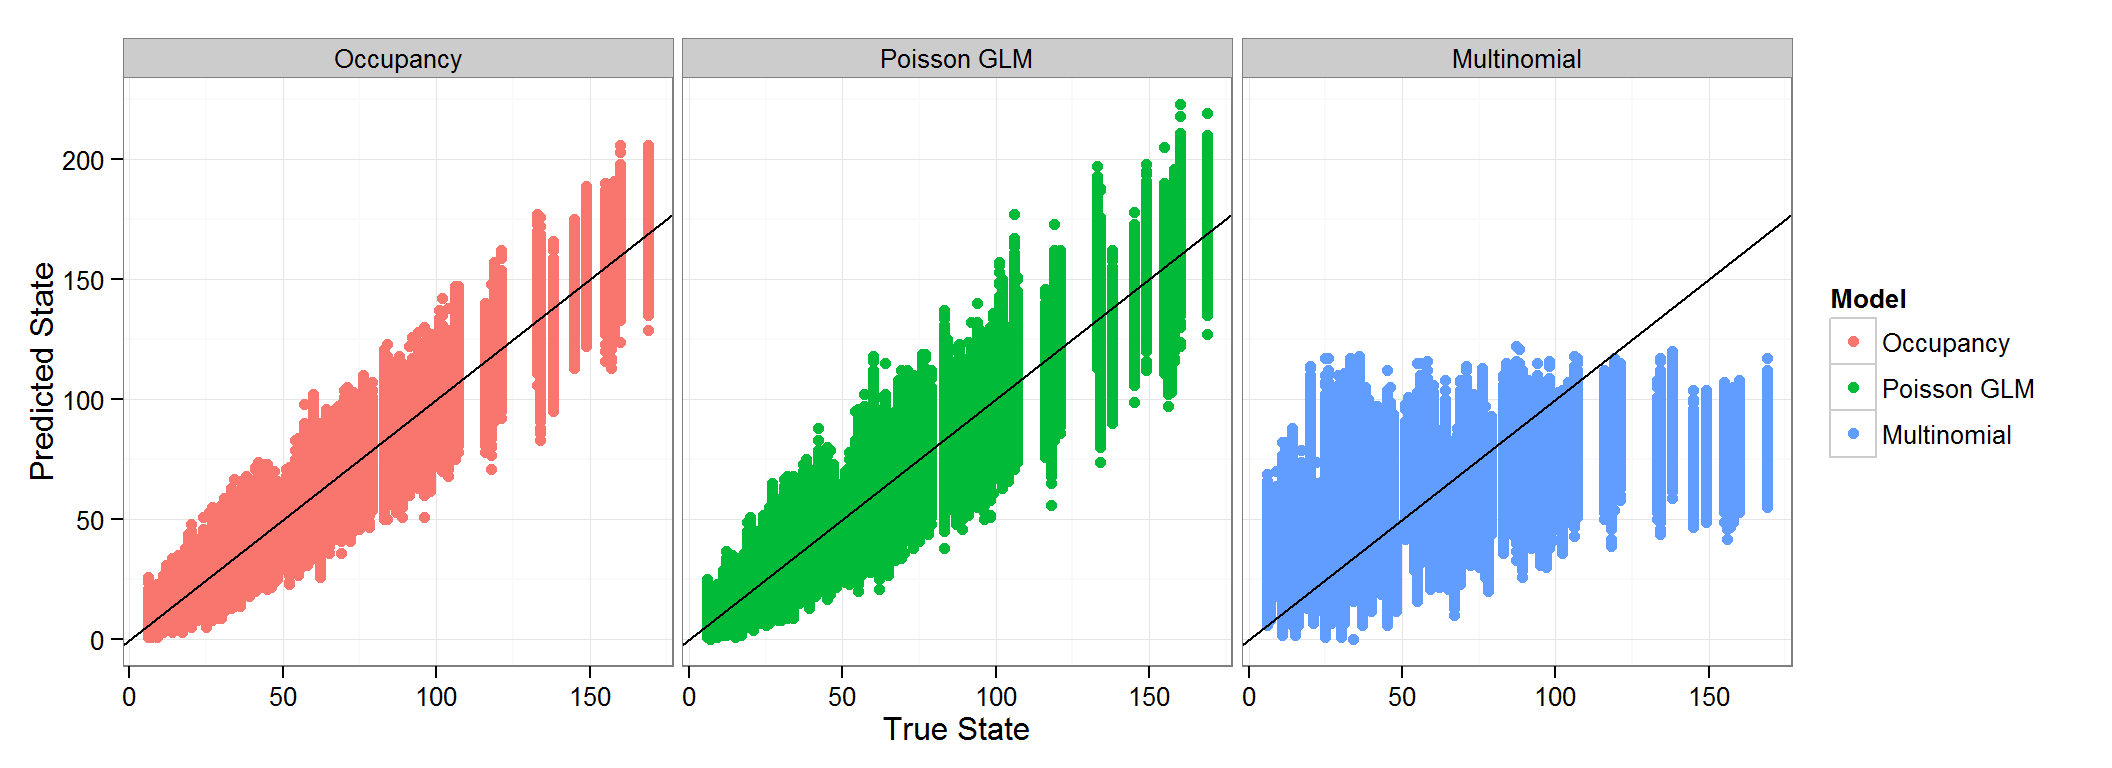 Occupancy Poisson GLM Multinomial
200
150
100
50
0
Predicted State
0 50 100 150 0 50 100 150 0 50 100 150
True State
Model
Occupancy
Poisson GLM
Multinomial